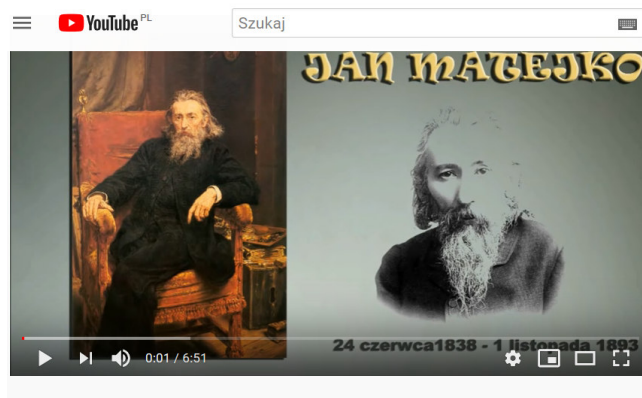 YouTube PL
Szukaj
JAN MATEJKO
24 czerwca1838 - 1 listopada 1893
0:01 / 6:51